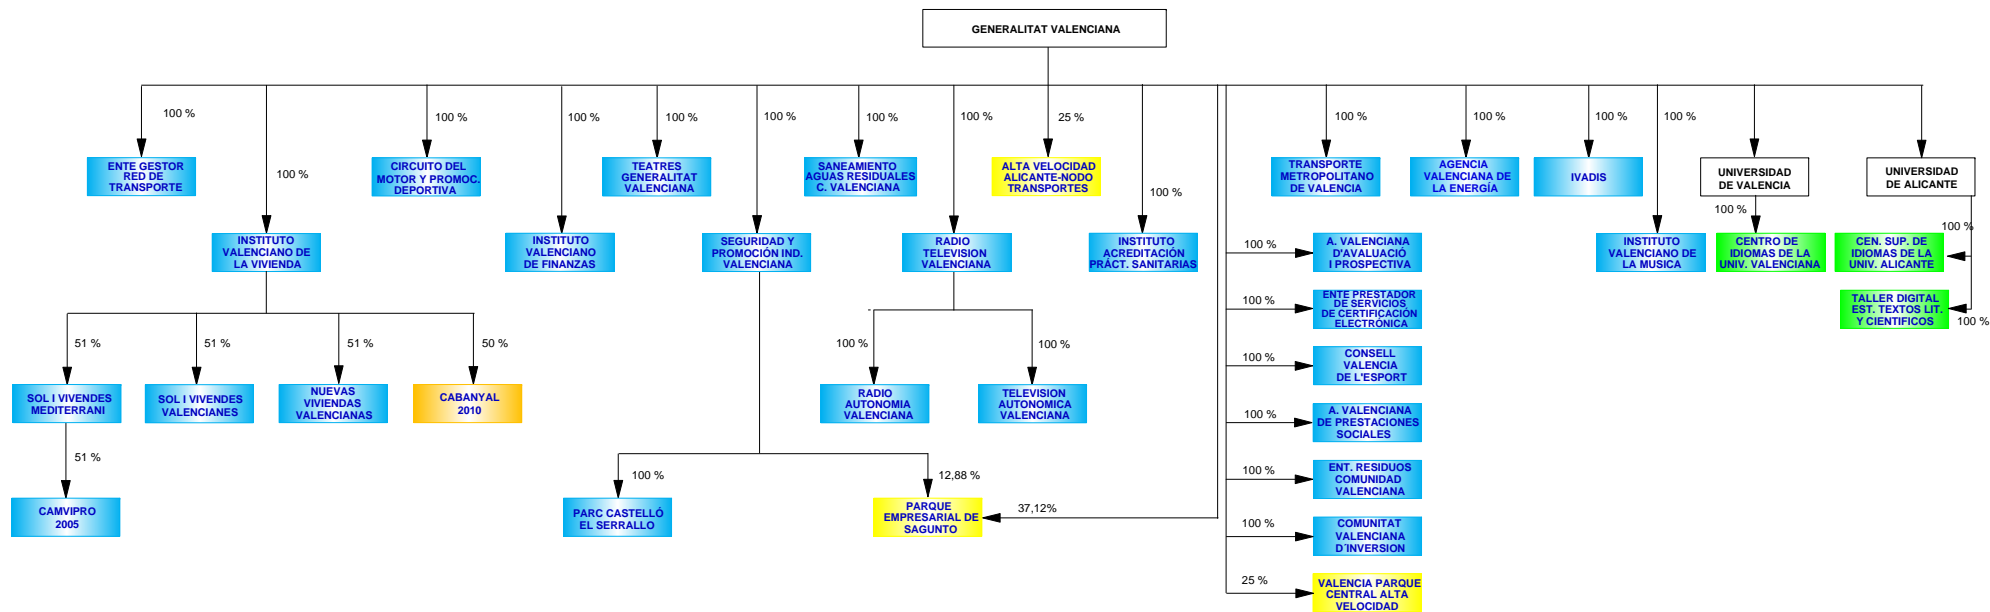 GENERALITAT VALENCIANA
100 %
100 %
100 %
100 %
100 %
100 %
100 %
25 %
100 %
100 %
100 %
100 %
ENTE GESTOR
RED DE
TRANSPORTE
CIRCUITO DEL
MOTOR Y PROMOC.
DEPORTIVA
TEATRES
GENERALITAT
VALENCIANA
SANEAMIENTO
AGUAS RESIDUALES
C. VALENCIANA
ALTA VELOCIDAD
ALICANTE-NODO
TRANSPORTES
TRANSPORTE
METROPOLITANO
DE VALENCIA
AGENCIA
VALENCIANA DE
LA ENERGÍA
IVADIS
UNIVERSIDAD
DE VALENCIA
UNIVERSIDAD
DE ALICANTE
100 %
100 %
100 %
100 %
100 %
INSTITUTO
VALENCIANO DE
LA VIVIENDA
INSTITUTO
VALENCIANO
DE FINANZAS
SEGURIDAD Y
PROMOCIÓN IND.
VALENCIANA
RADIO
TELEVISION
VALENCIANA
INSTITUTO
ACREDITACIÓN
PRÁCT. SANITARIAS
A. VALENCIANA
D'AVALUACIÓ
I PROSPECTIVA
INSTITUTO
VALENCIANO DE
LA MUSICA
CENTRO DE
IDIOMAS DE LA
UNIV. VALENCIANA
CEN. SUP. DE
IDIOMAS DE LA
UNIV. ALICANTE
100 %
ENTE PRESTADOR
DE SERVICIOS
DE CERTIFICACIÓN
ELECTRÓNICA
TALLER DIGITAL
EST. TEXTOS LIT.
Y CIENTIFICOS
100 %
51 %
51 %
51 %
50 %
100 %
100 %
100 %
CONSELL
VALENCIA
DE L'ESPORT
SOL I VIVENDES
MEDITERRANI
SOL I VIVENDES
VALENCIANES
NUEVAS
VIVIENDAS
VALENCIANAS
CABANYAL
2010
RADIO
AUTONOMIA
VALENCIANA
TELEVISION
AUTONOMICA
VALENCIANA
100 %
A. VALENCIANA
DE PRESTACIONES
SOCIALES
51 %
100 %
12,88 %
100 %
ENT. RESIDUOS
COMUNIDAD
VALENCIANA
CAMVIPRO
2005
PARC CASTELLÓ
EL SERRALLO
PARQUE
EMPRESARIAL DE
SAGUNTO
37,12%
100 %
COMUNITAT
VALENCIANA
D´INVERSION
25 %
VALENCIA PARQUE
CENTRAL ALTA
VELOCIDAD